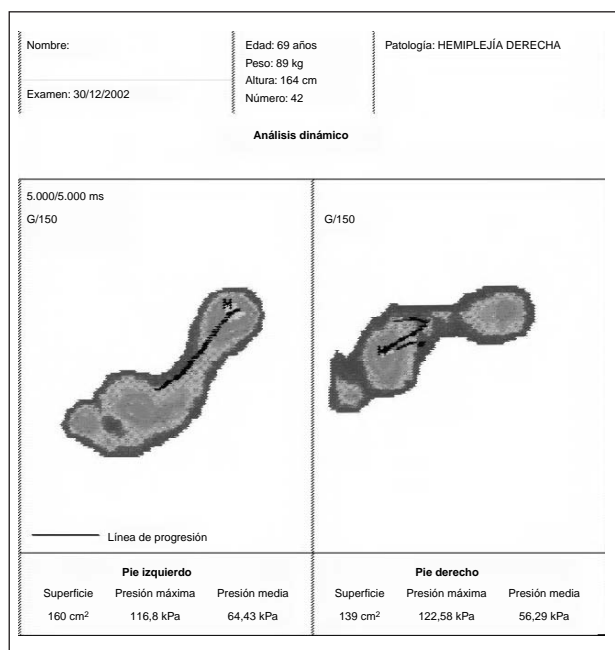 Nombre:
Examen: 30/12/2002
Edad: 69 años
Peso: 89 kg
Altura: 164 cm
Número: 42
Patología: HEMIPLEJÍA DERECHA
Análisis dinámico
5.000/5.000 ms
G/150
M
Línea de progresión
G/150
Pie izquierdo
Superficie Presión máxima Presión media
160 cm² 116,8 kPa 64,43 kPa
Pie derecho
Superficie Presión máxima Presión media
139 cm² 122,58 kPa 56,29 kPa